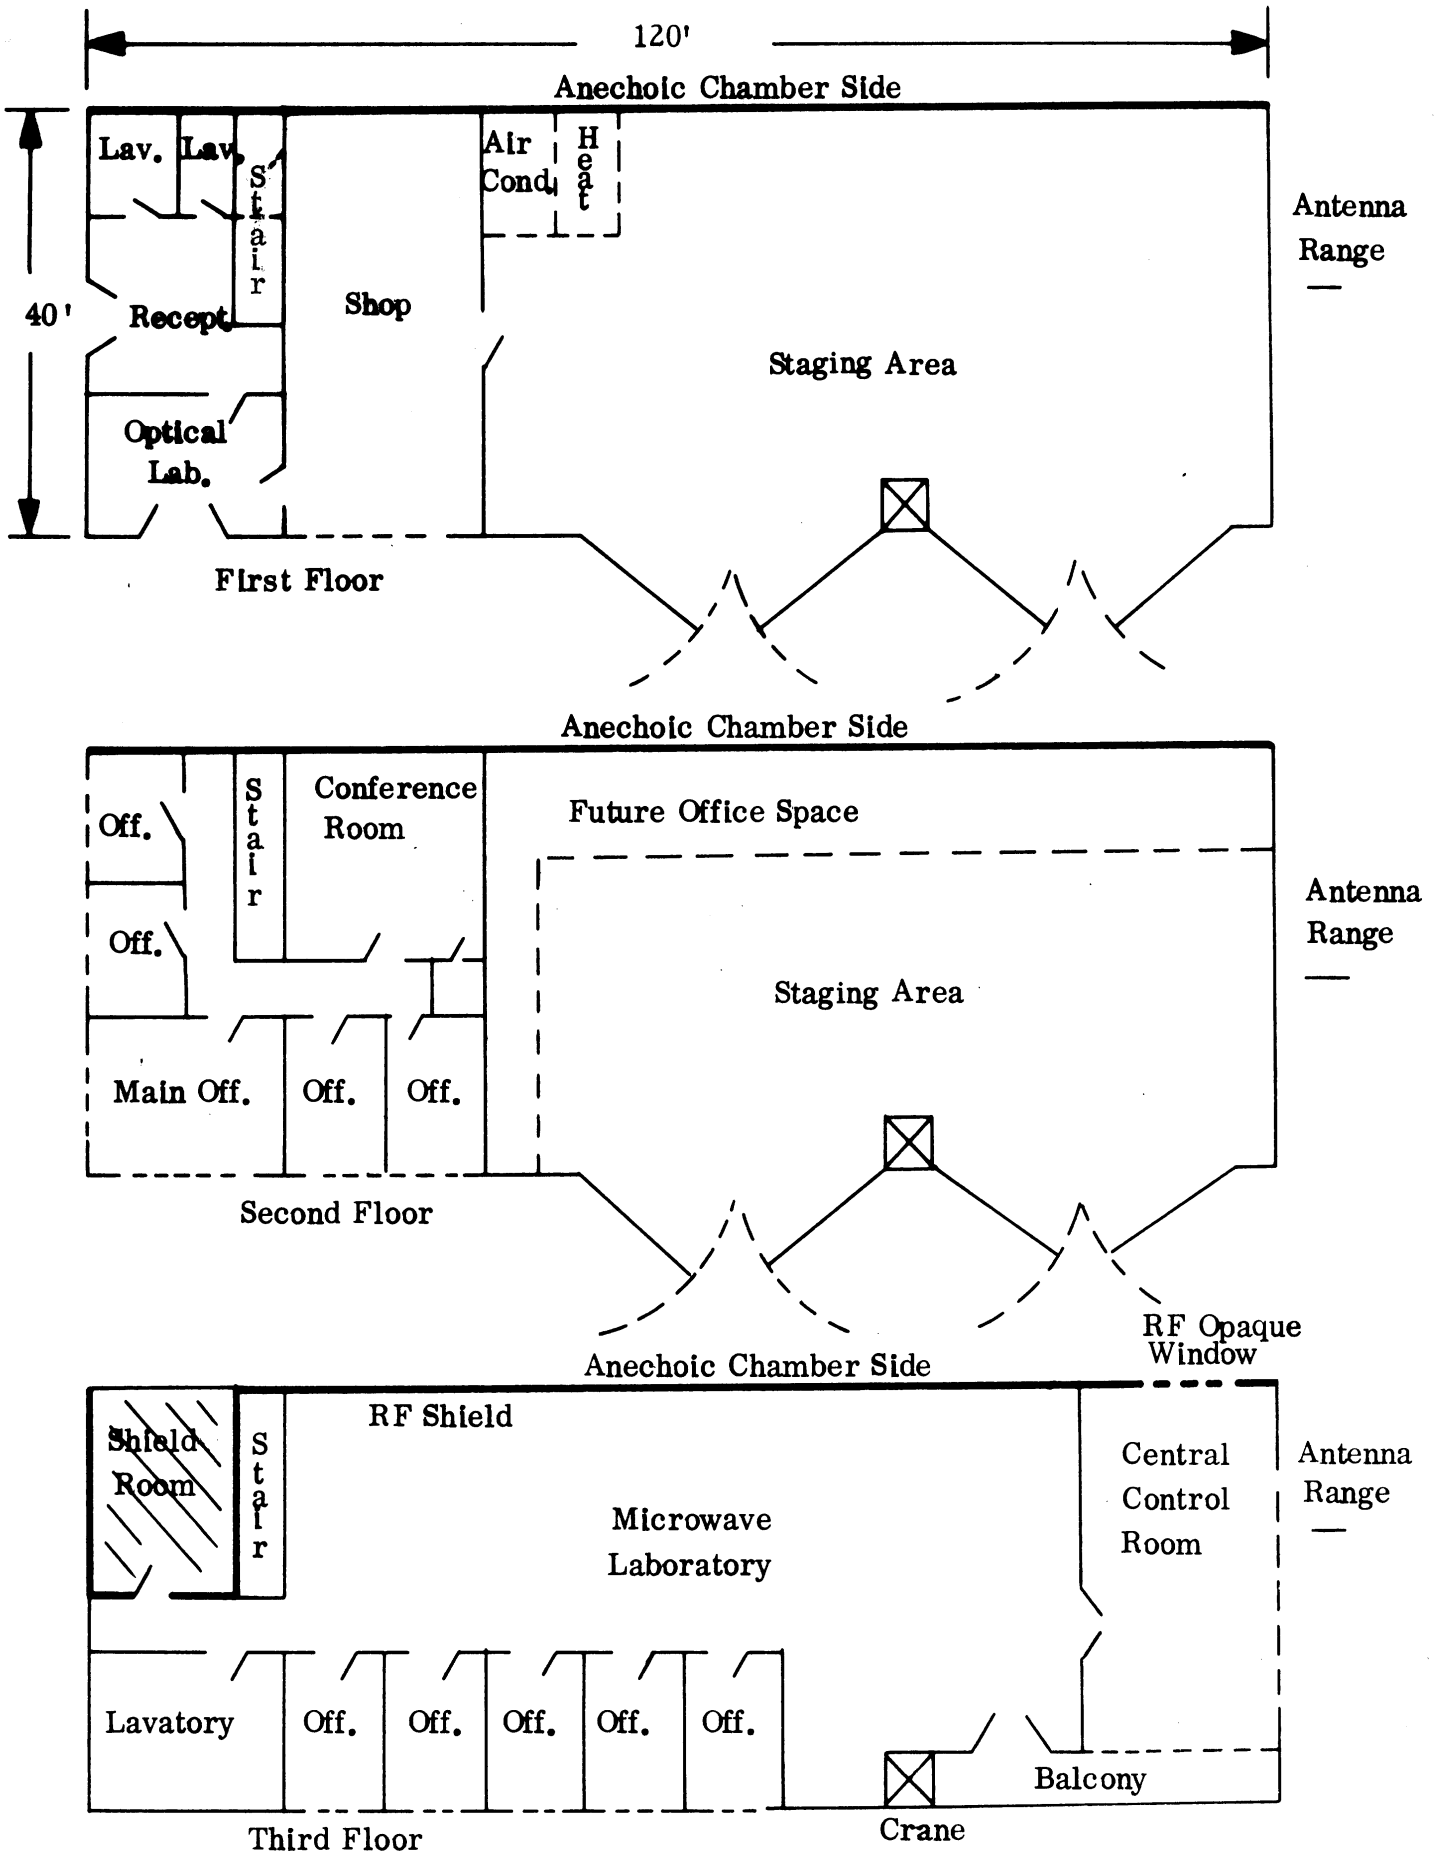 120'
Anechoic Chamber Side
Lav.
Lav.
Stair
Air
Cond.
Heat
Antenna
Range
40'
Recept.
Shop
Staging Area
Optical
Lab.
First Floor
Anechoic Chamber Side
Off.
Stair
Conference
Room
Future Office Space
Off.
Antenna
Range
Staging Area
Main Off.
Off.
Off.
Second Floor
RF Opaque
Window
Anechoic Chamber Side
RF Shield
Shield
Room
Stair
Central
Control
Room
Antenna
Range
Microwave
Laboratory
Lavatory
Off.
Off.
Off.
Off.
Off.
Balcony
Crane
Third Floor